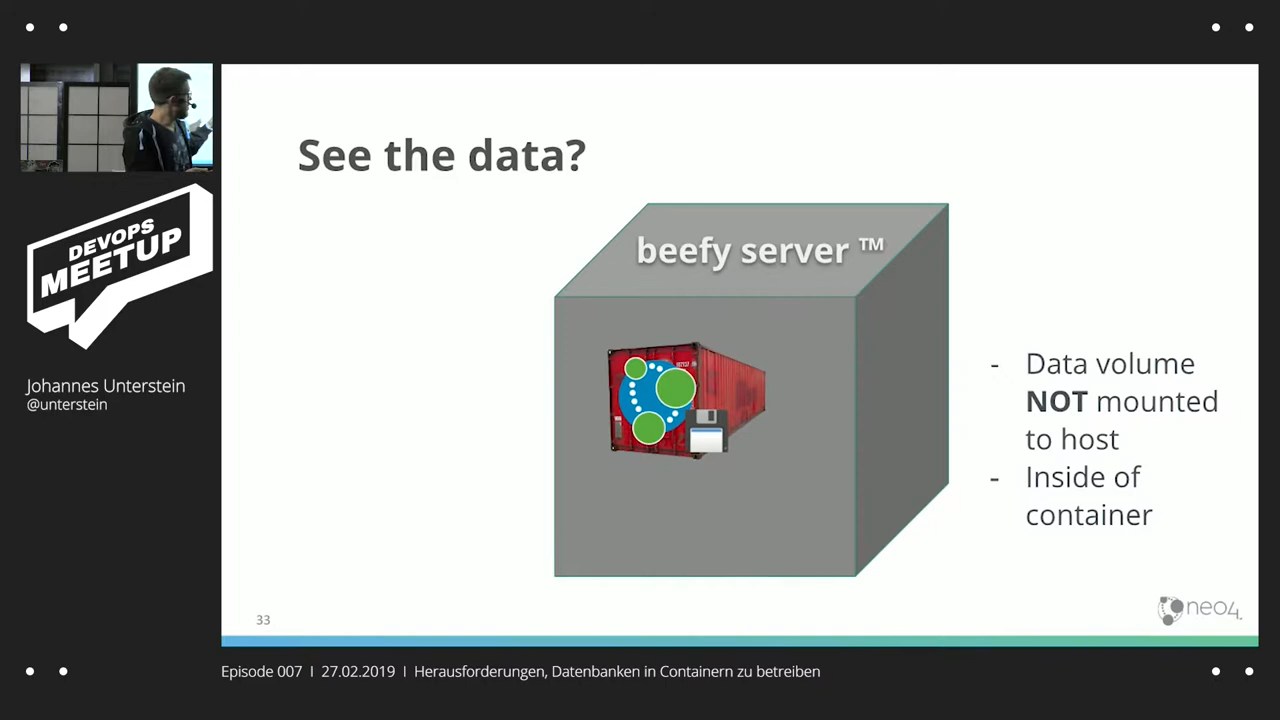 DEVOPS
MEETUP
Johannes Unterstein
@unterstein
See the data?
beefy server ™
- Data volume
NOT mounted
to host
- Inside of
container
33
neo4j
Episode 007 | 27.02.2019 | Herausforderungen, Datenbanken in Containern zu betreiben